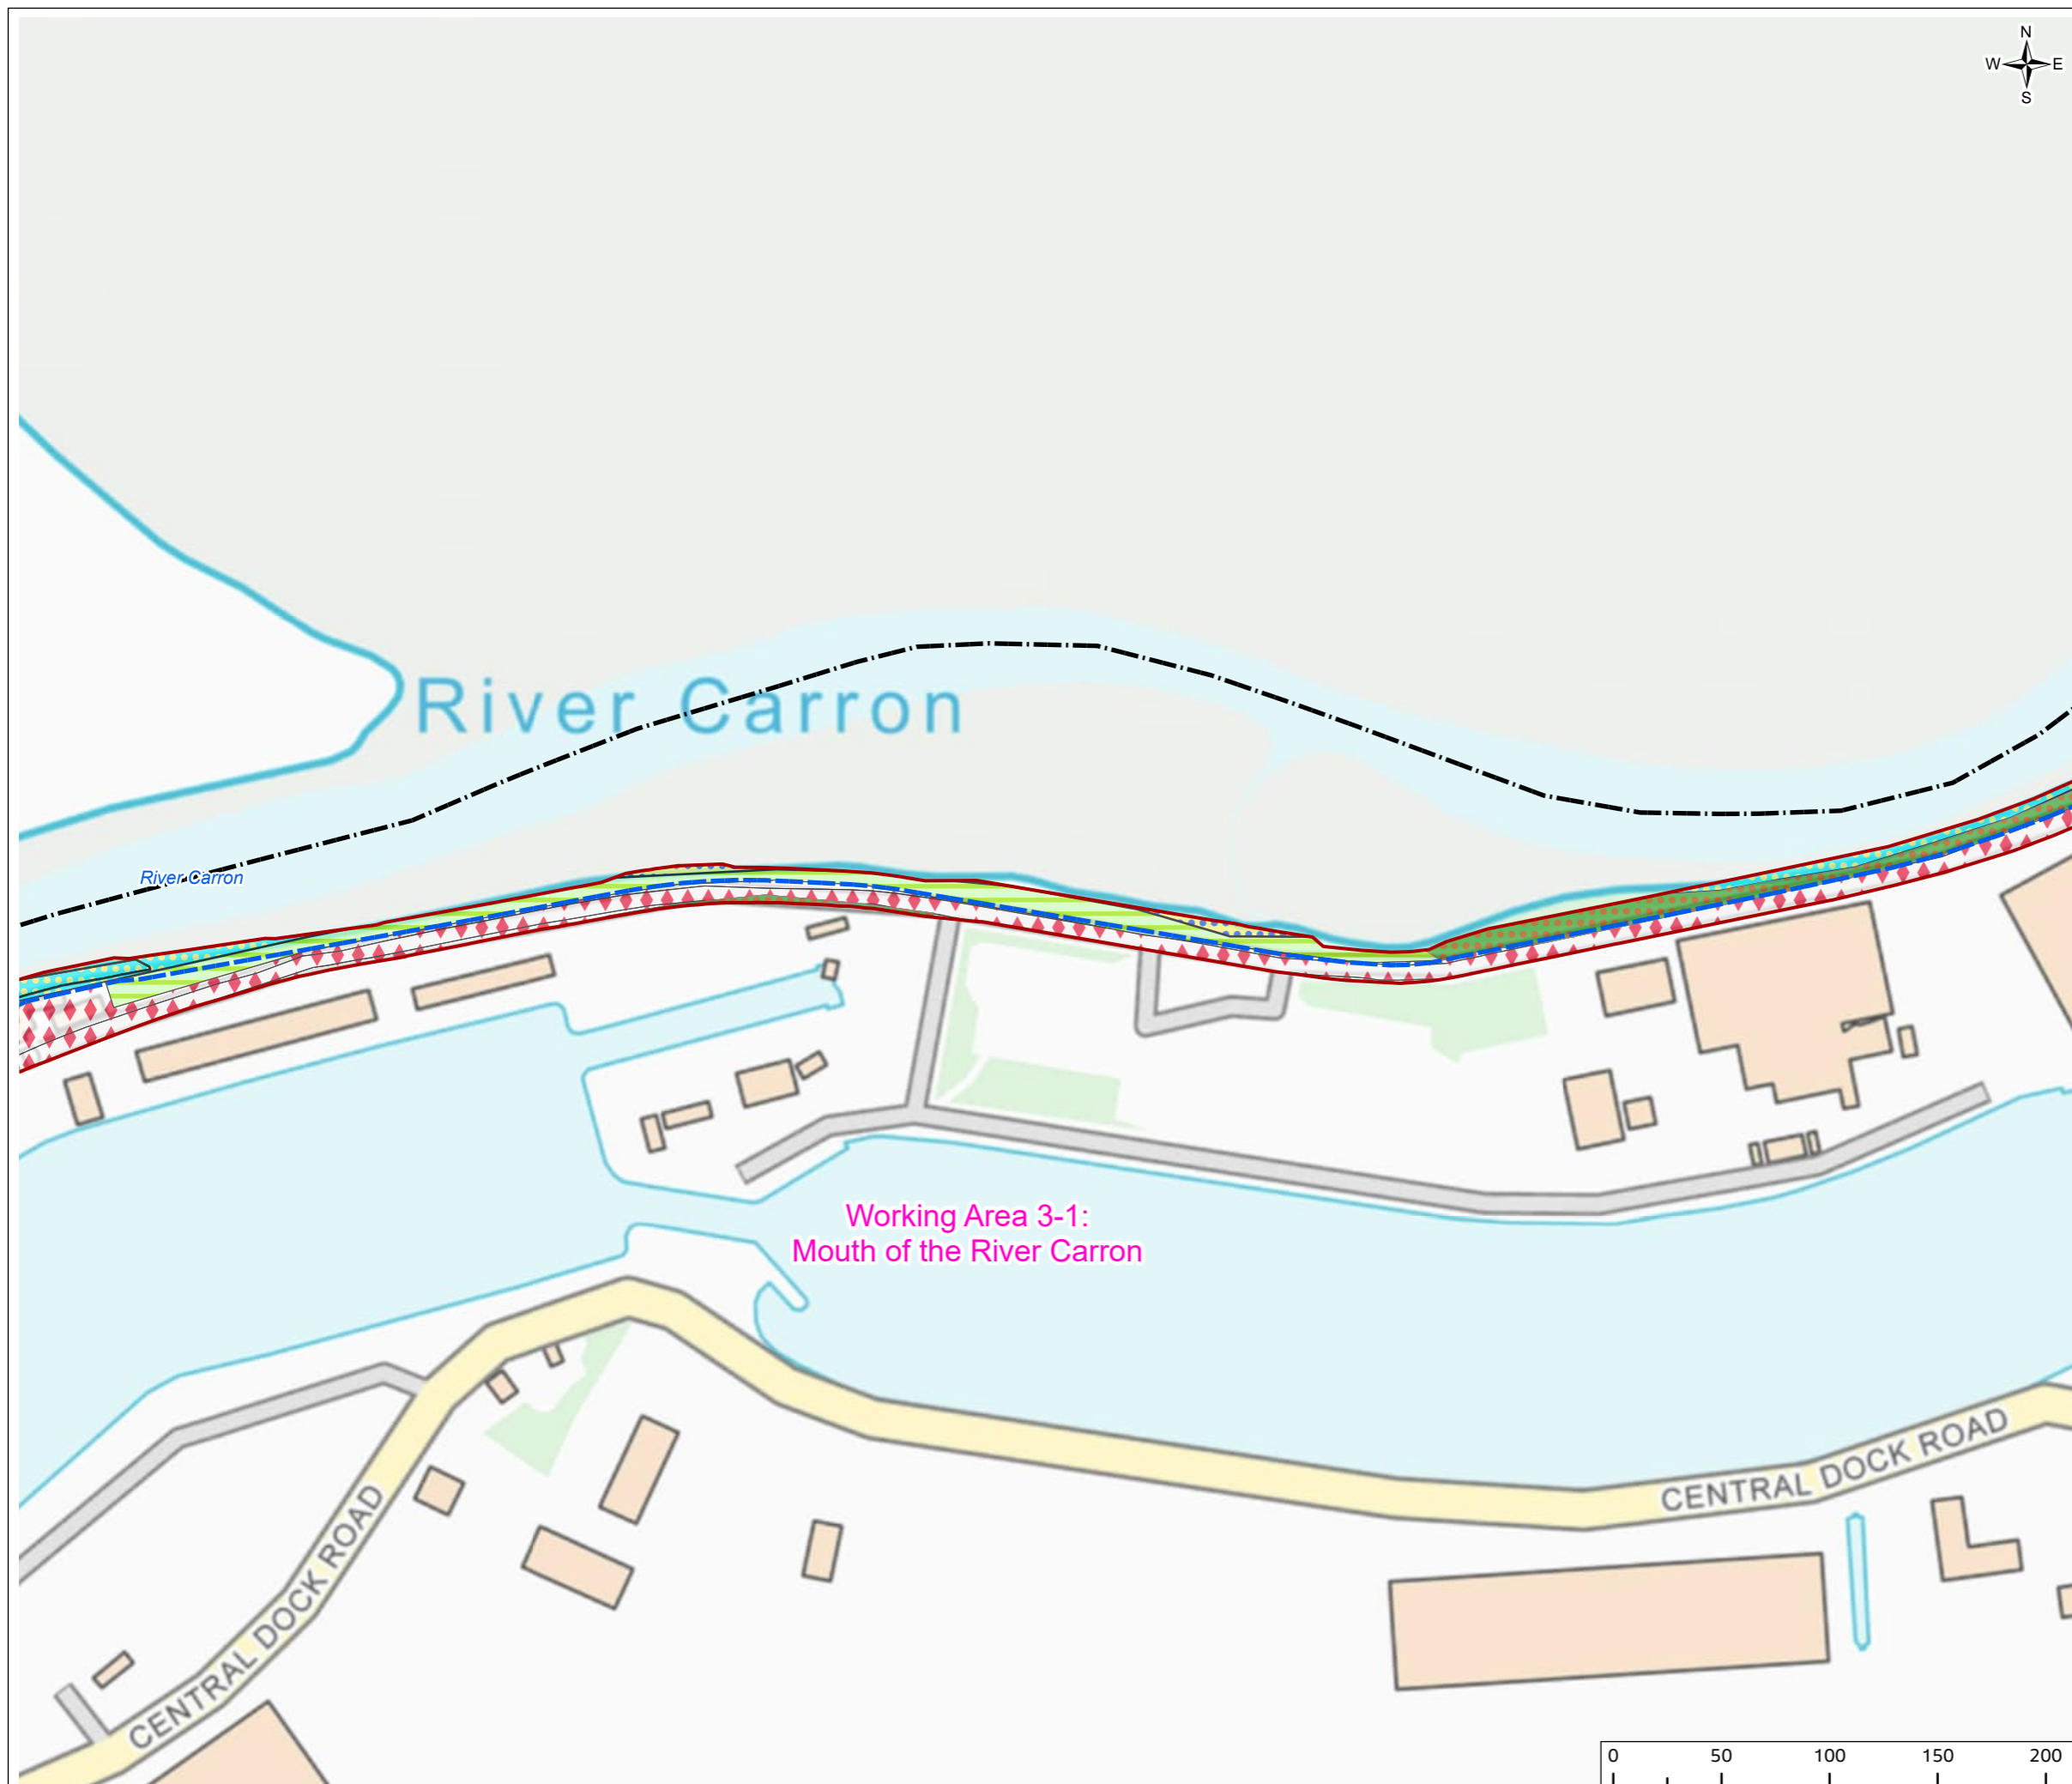 N
W E
S
River Carron
River Carron
Working Area 3-1:
Mouth of the River Carron
CENTRAL DOCK ROAD
CENTRAL DOCK ROAD
0 50 100 150 200